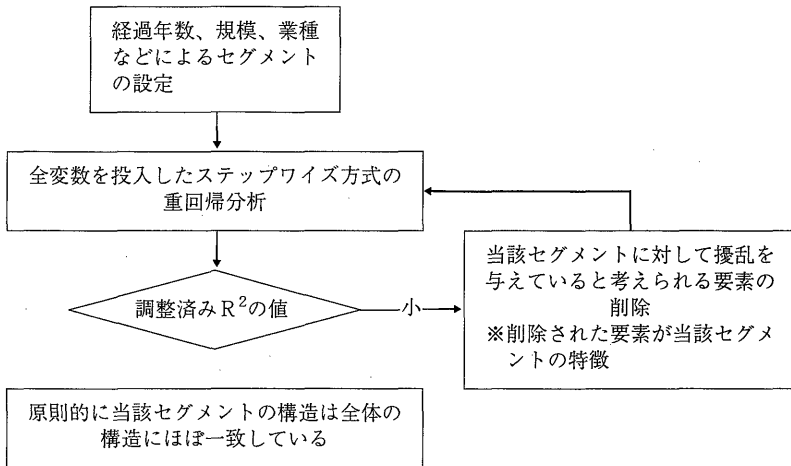 経過年数、規模、業種
などによるセグメント
の設定
全変数を投入したステップワイズ方式の
重回帰分析
調整済みR²の値
小
当該セグメントに対して擾乱を
与えていると考えられる要素の
削除
※削除された要素が当該セグメ
ントの特徴
原則的に当該セグメントの構造は全体の
構造にほぼ一致している